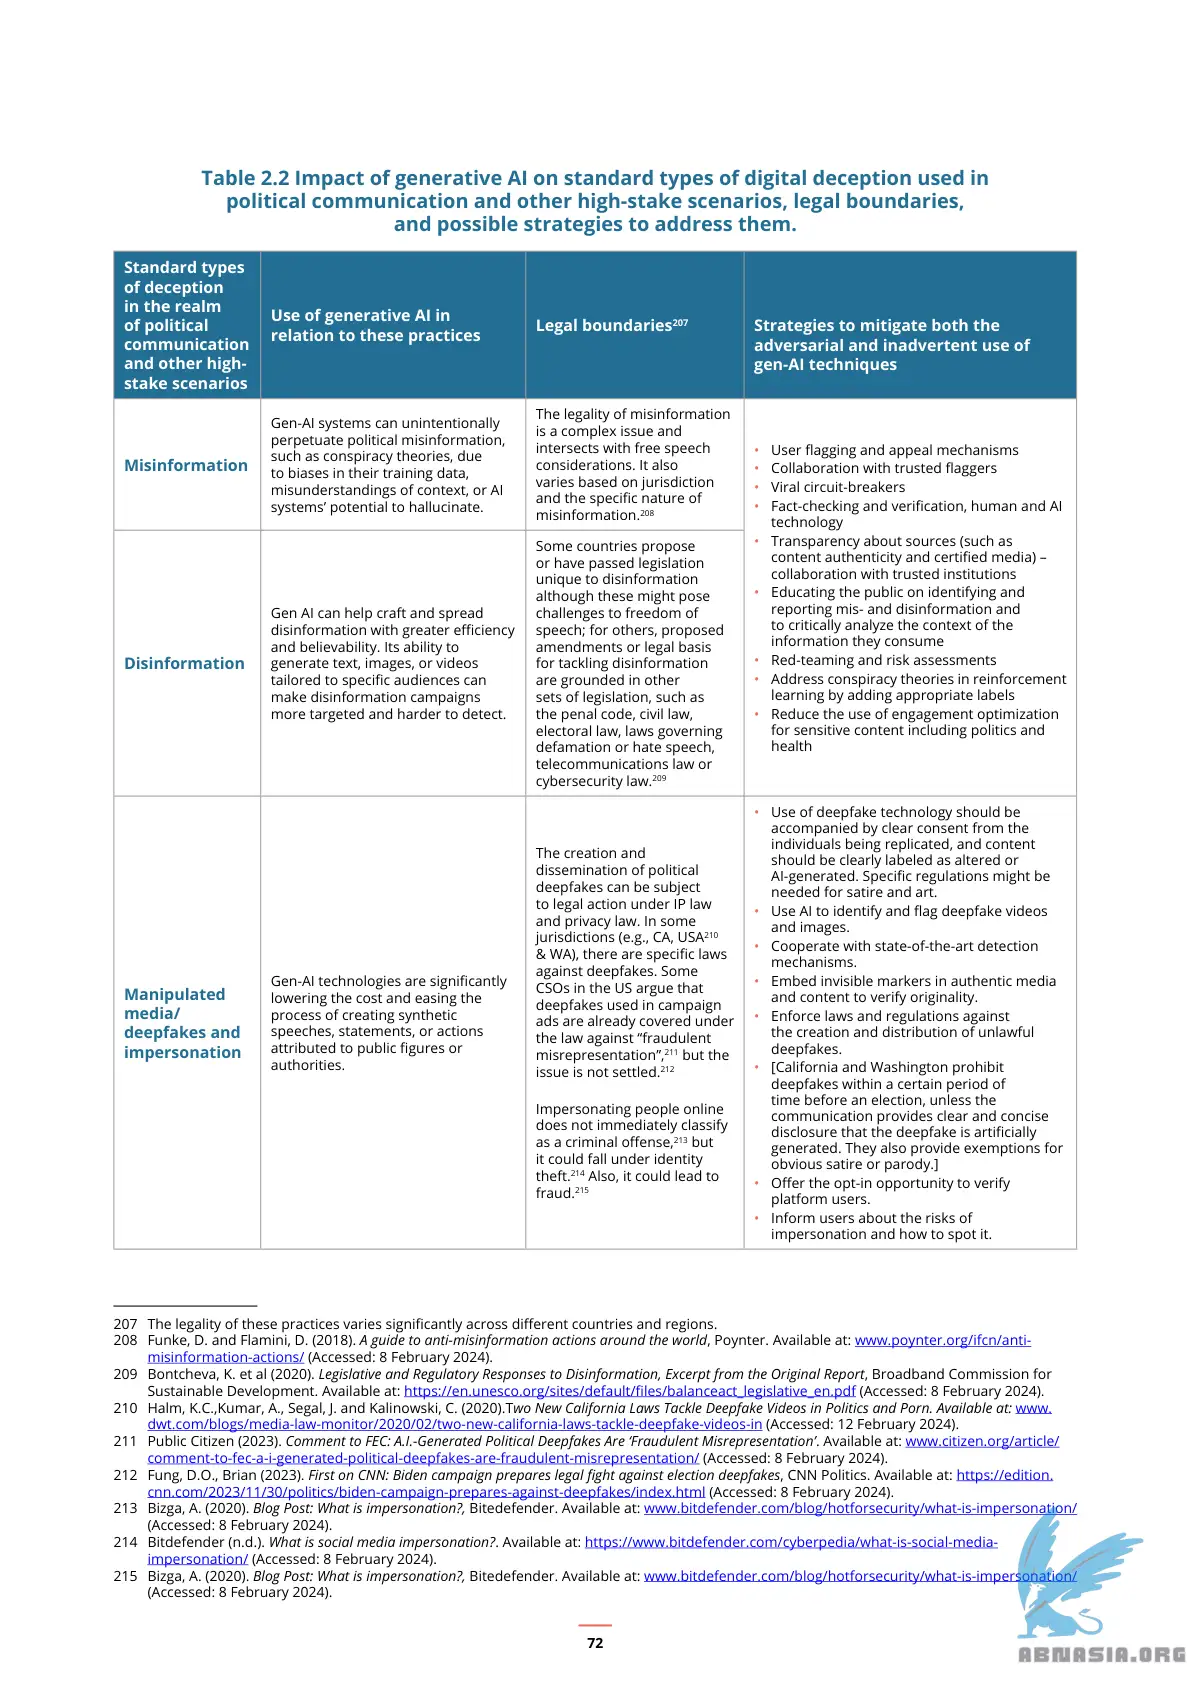 Table 2.2 Impact of generative AI on standard types of digital deception used in
political communication and other high-stake scenarios, legal boundaries,
and possible strategies to address them.
Standard types
of deception
in the realm
of political
communication
and other high-
stake scenarios
Use of generative AI in
relation to these practices
Legal boundaries207
Strategies to mitigate both the
adversarial and inadvertent use of
gen-AI techniques
Misinformation
Gen-AI systems can unintentionally
perpetuate political misinformation,
such as conspiracy theories, due
to biases in their training data,
misunderstandings of context, or AI
systems’ potential to hallucinate.
The legality of misinformation
is a complex issue and
intersects with free speech
considerations. It also
varies based on jurisdiction
and the specific nature of
misinformation.208
• User flagging and appeal mechanisms
• Collaboration with trusted flaggers
• Viral circuit-breakers
• Fact-checking and verification, human and AI
technology
• Transparency about sources (such as
content authenticity and certified media) –
collaboration with trusted institutions
• Educating the public on identifying and
reporting mis- and disinformation and
to critically analyze the context of the
information they consume
• Red-teaming and risk assessments
• Address conspiracy theories in reinforcement
learning by adding appropriate labels
• Reduce the use of engagement optimization
for sensitive content including politics and
health
Disinformation
Gen AI can help craft and spread
disinformation with greater efficiency
and believability. Its ability to
generate text, images, or videos
tailored to specific audiences can
make disinformation campaigns
more targeted and harder to detect.
Some countries propose
or have passed legislation
unique to disinformation
although these might pose
challenges to freedom of
speech; for others, proposed
amendments or legal basis
for tackling disinformation
are grounded in other
sets of legislation, such as
the penal code, civil law,
electoral law, laws governing
defamation or hate speech,
telecommunications law or
cybersecurity law.209
Manipulated
media/
deepfakes and
impersonation
Gen-AI technologies are significantly
lowering the cost and easing the
process of creating synthetic
speeches, statements, or actions
attributed to public figures or
authorities.
The creation and
dissemination of political
deepfakes can be subject
to legal action under IP law
and privacy law. In some
jurisdictions (e.g., CA, USA210
& WA), there are specific laws
against deepfakes. Some
CSOs in the US argue that
deepfakes used in campaign
ads are already covered under
the law against “fraudulent
misrepresentation”,211 but the
issue is not settled.212
Impersonating people online
does not immediately classify
as a criminal offense,213 but
it could fall under identity
theft.214 Also, it could lead to
fraud.215
• Use of deepfake technology should be
accompanied by clear consent from the
individuals being replicated, and content
should be clearly labeled as altered or
AI-generated. Specific regulations might be
needed for satire and art.
• Use AI to identify and flag deepfake videos
and images.
• Cooperate with state-of-the-art detection
mechanisms.
• Embed invisible markers in authentic media
and content to verify originality.
• Enforce laws and regulations against
the creation and distribution of unlawful
deepfakes.
• [California and Washington prohibit
deepfakes within a certain period of
time before an election, unless the
communication provides clear and concise
disclosure that the deepfake is artificially
generated. They also provide exemptions for
obvious satire or parody.]
• Offer the opt-in opportunity to verify
platform users.
• Inform users about the risks of
impersonation and how to spot it.
207 The legality of these practices varies significantly across different countries and regions.
208 Funke, D. and Flamini, D. (2018). A guide to anti-misinformation actions around the world, Poynter. Available at: www.poynter.org/ifcn/anti-
misinformation-actions/ (Accessed: 8 February 2024).
209 Bontcheva, K. et al (2020). Legislative and Regulatory Responses to Disinformation, Excerpt from the Original Report, Broadband Commission for
Sustainable Development. Available at: https://en.unesco.org/sites/default/files/balanceact_legislative_en.pdf (Accessed: 8 February 2024).
210 Halm, K.C.,Kumar, A., Segal, J. and Kalinowski, C. (2020).Two New California Laws Tackle Deepfake Videos in Politics and Porn. Available at: www.
dwt.com/blogs/media-law-monitor/2020/02/two-new-california-laws-tackle-deepfake-videos-in (Accessed: 12 February 2024).
211 Public Citizen (2023). Comment to FEC: A.I.-Generated Political Deepfakes Are ‘Fraudulent Misrepresentation’. Available at: www.citizen.org/article/
comment-to-fec-a-i-generated-political-deepfakes-are-fraudulent-misrepresentation/ (Accessed: 8 February 2024).
212 Fung, D.O., Brian (2023). First on CNN: Biden campaign prepares legal fight against election deepfakes, CNN Politics. Available at: https://edition.
cnn.com/2023/11/30/politics/biden-campaign-prepares-against-deepfakes/index.html (Accessed: 8 February 2024).
213 Bizga, A. (2020). Blog Post: What is impersonation?, Bitedefender. Available at: www.bitdefender.com/blog/hotforsecurity/what-is-impersonation/
(Accessed: 8 February 2024).
214 Bitdefender (n.d.). What is social media impersonation?. Available at: https://www.bitdefender.com/cyberpedia/what-is-social-media-
impersonation/ (Accessed: 8 February 2024).
215 Bizga, A. (2020). Blog Post: What is impersonation?, Bitedefender. Available at: www.bitdefender.com/blog/hotforsecurity/what-is-impersonation/
(Accessed: 8 February 2024).
72
ABNASIA.ORG